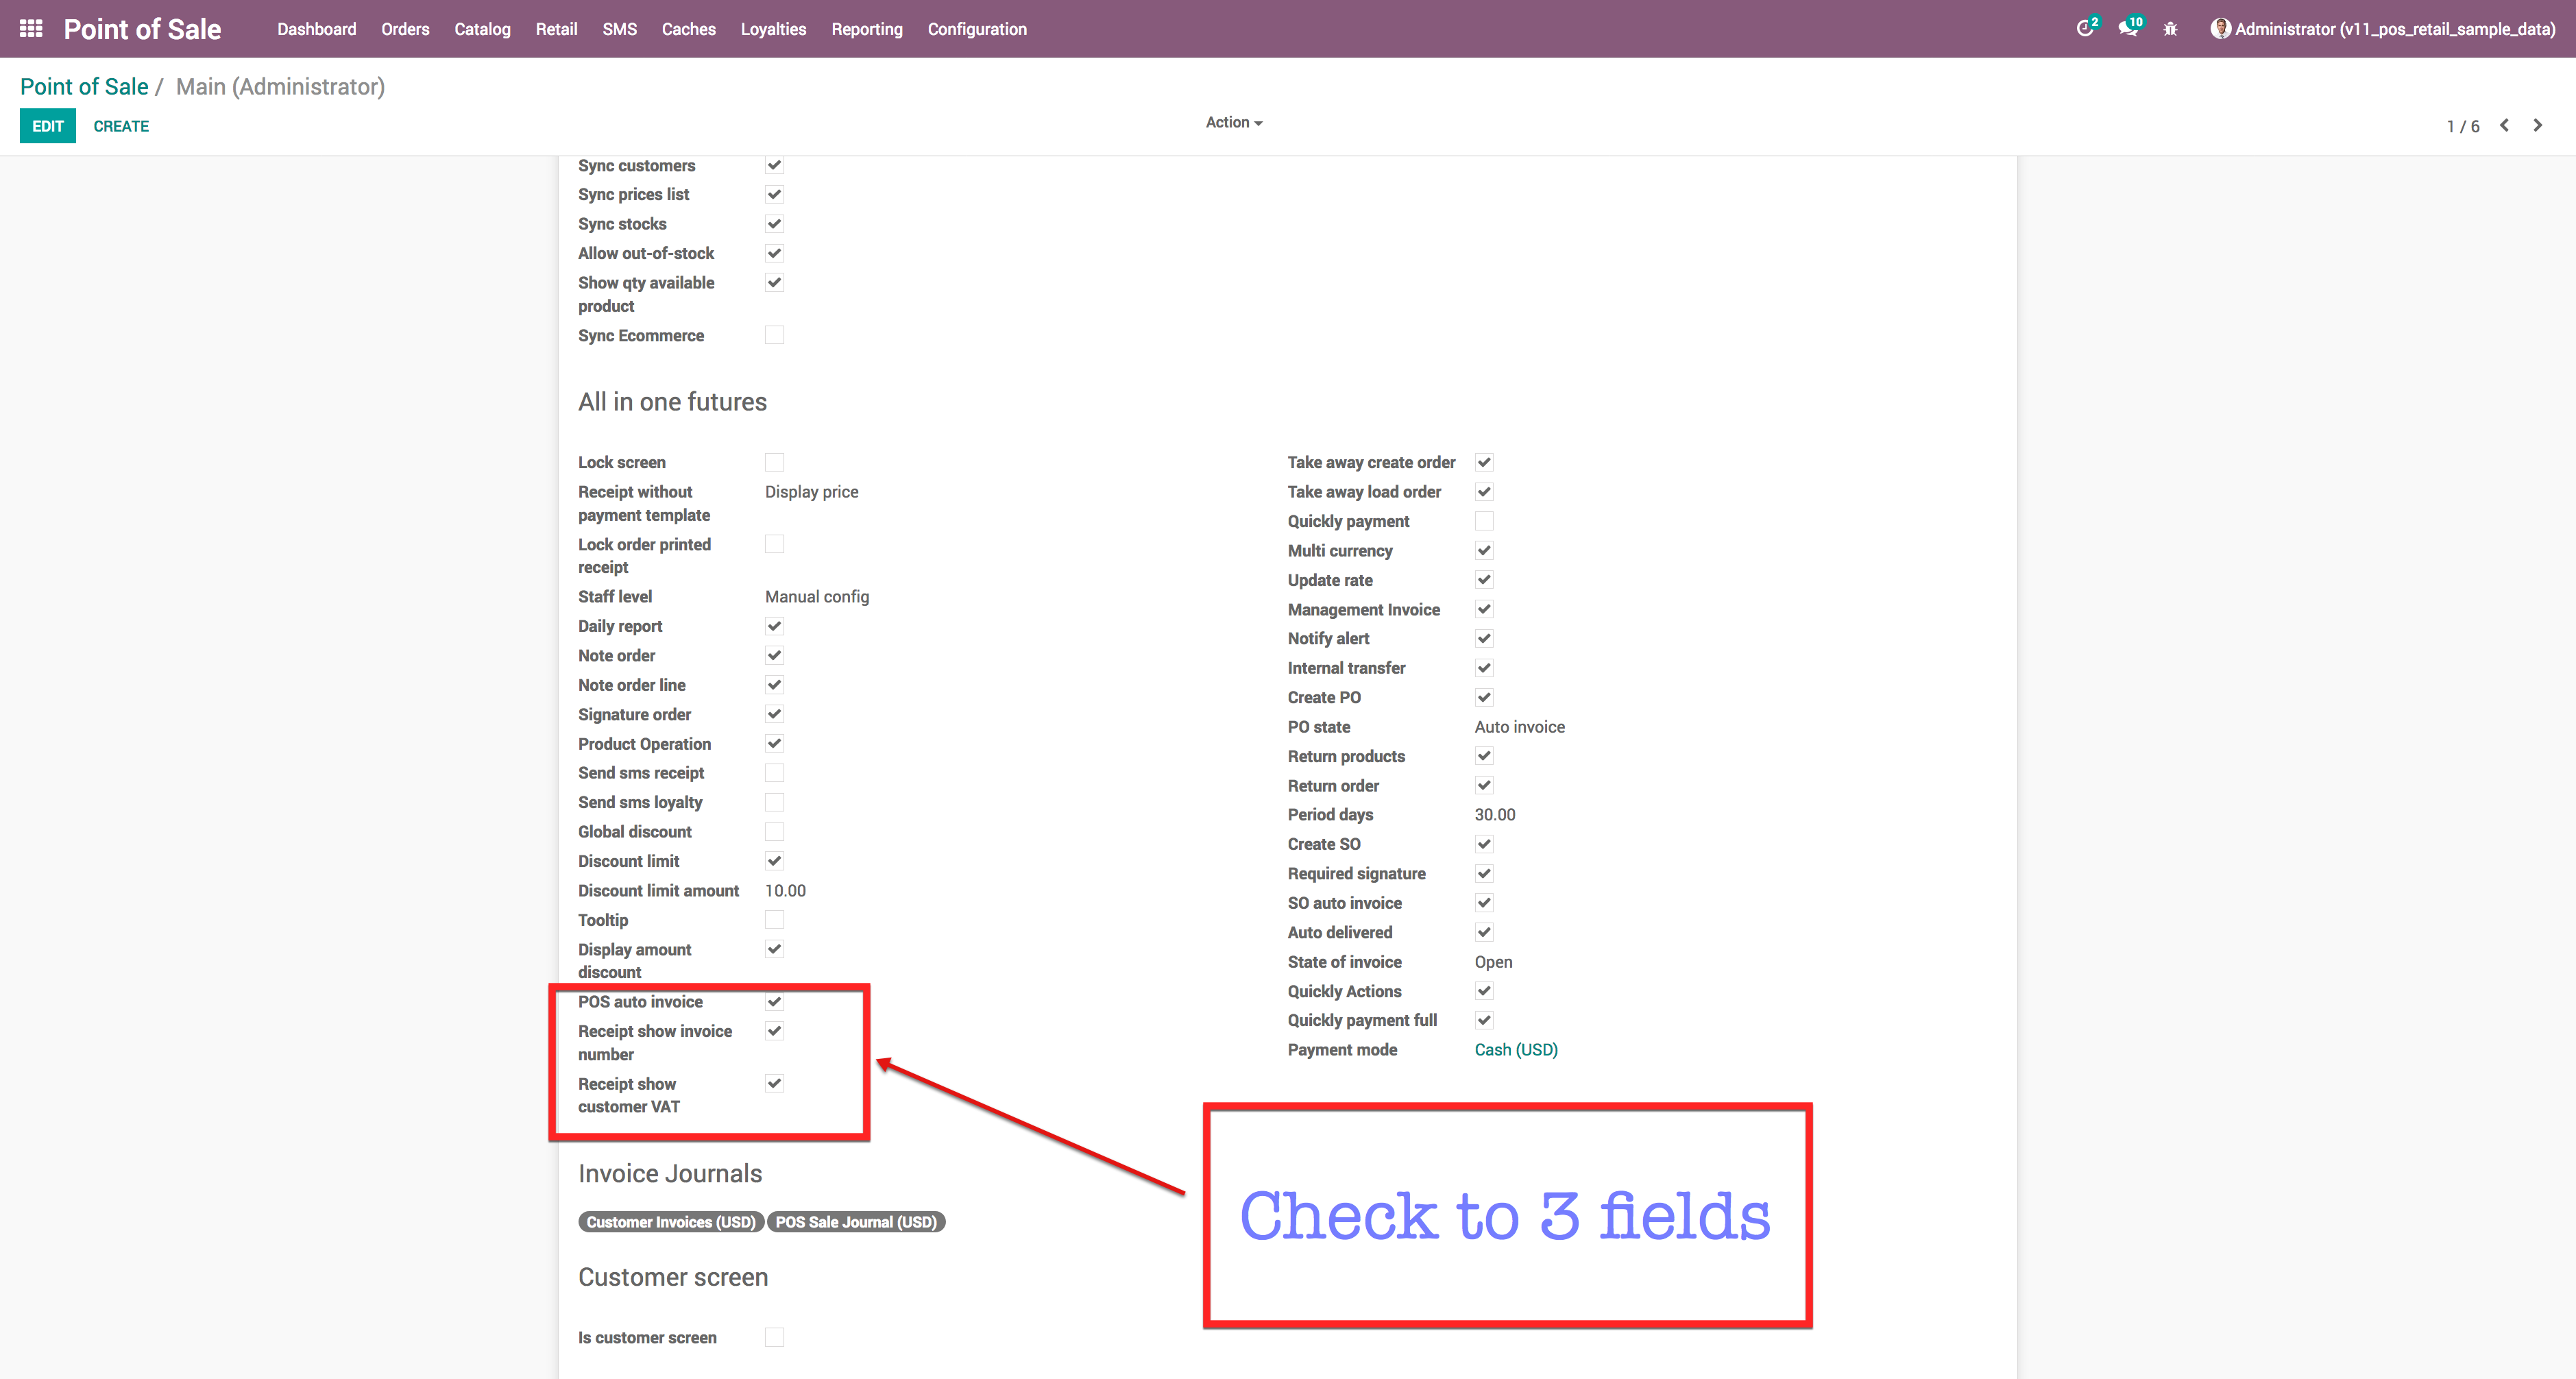 Point of Sale Dashboard Orders Catalog Retail SMS Caches Loyalties Reporting Configuration 2 10 Administrator (v11_pos_retail_sample_data)
Point of Sale / Main (Administrator)
EDIT CREATE Action 1 / 6
Sync customers
Sync prices list
Sync stocks
Allow out-of-stock
Show qty available
product
Sync Ecommerce
All in one futures
Lock screen
Receipt without Display price
payment template
Lock order printed
receipt
Staff level Manual config
Daily report
Note order
Note order line
Signature order
Product Operation
Send sms receipt
Send sms loyalty
Global discount
Discount limit
Discount limit amount 10.00
Tooltip
Display amount
discount
POS auto invoice
Receipt show invoice
number
Receipt show
customer VAT
Take away create order
Take away load order
Quickly payment
Multi currency
Update rate
Management Invoice
Notify alert
Internal transfer
Create PO
PO state Auto invoice
Return products
Return order
Period days 30.00
Create SO
Required signature
SO auto invoice
Auto delivered
State of invoice Open
Quickly Actions
Quickly payment full
Payment mode Cash (USD)
Check to 3 fields
Invoice Journals
Customer Invoices (USD) POS Sale Journal (USD)
Customer screen
Is customer screen